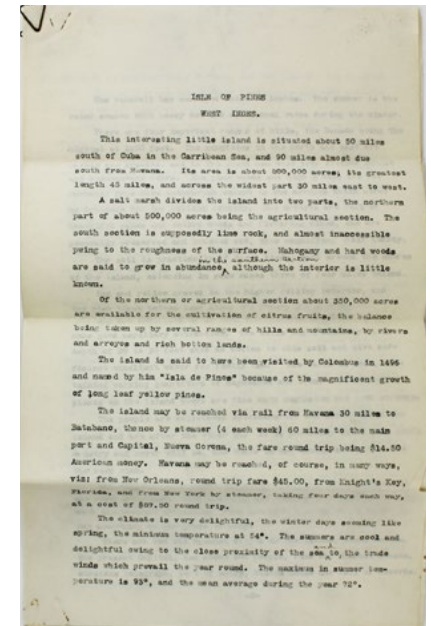 ISLE OF PINES
WEST INDES.
This interesting little island is situated about 50 miles
south of Cuba in the Carribean Sea, and 90 miles almost due
south from Havana. Its area is about 800,000 acres; its greatest
length 45 miles, and across the widest part 30 miles east to west.
A salt marsh divides the island into two parts, the northern
part of about 500,000 acres being the agricultural section. The
south section is supposedly lime rock, and almost inaccessible
owing to the roughness of the surface. Mahogany and hard woods
in the southern section
are said to grow in abundance, although the interior is little
known.
Of the northern or agricultural section about 350,000 acres
are available for the cultivation of citrus fruits, the balance
being taken up by several ranges of hills and mountains, by rivers
and arroyos and rich bottom lands.
The island is said to have been visited by Columbus in 1496
and named by him "Isla de Pinos" because of the magnificent growth
of long leaf yellow pines.
The island may be reached via rail from Havana 30 miles to
Batabano, thence by steamer (4 each week) 60 miles to the main
port and Capital, Nueva Corona, the fare round trip being $14.50
American money. Havana may be reached, of course, in many ways,
via: from New Orleans, round trip fare $45.00, from Knight's Key,
Florida, and from New York by steamer, taking four days each way,
at a cost of round trip.
The climate is very delightful, the winter days seeming like
spring, the minimum temperature at 54°. The summers are cool and
delightful owing to the close proximity of the sea to, the trade
winds which prevail the year round. The maximum in summer tem-
perature is 93°, and the mean average during the year 72°.